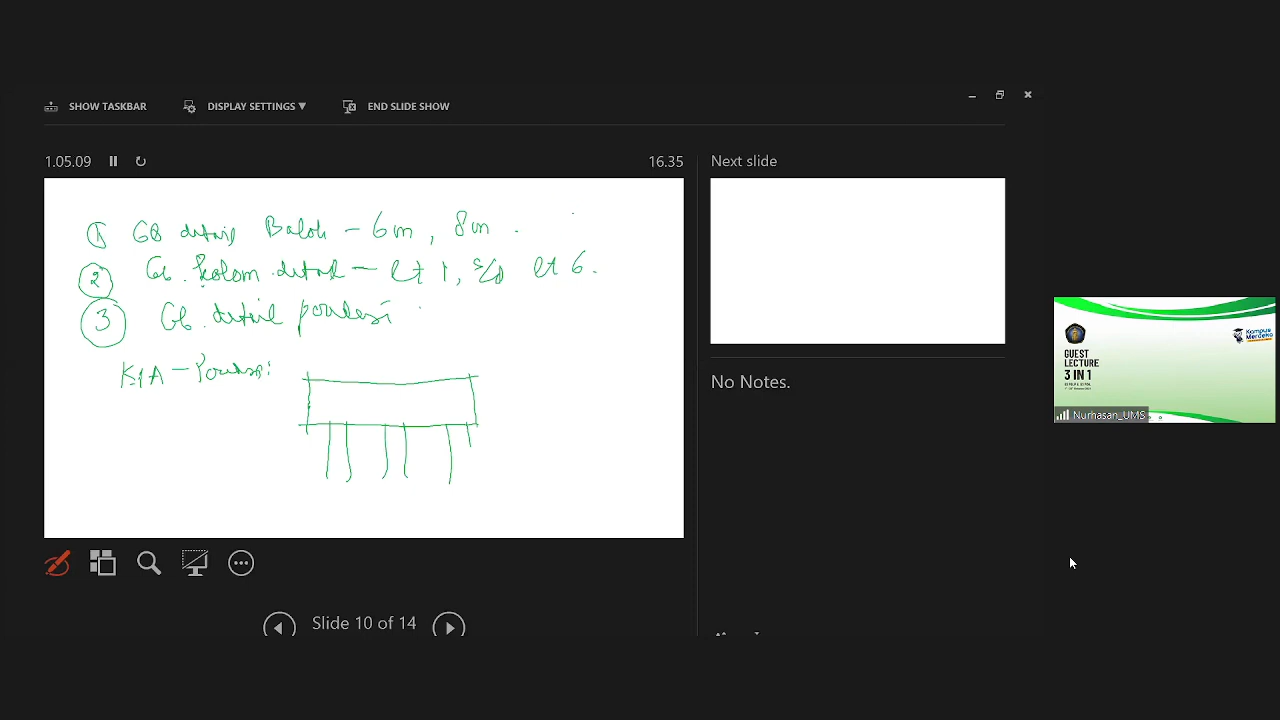 SHOW TASKBAR DISPLAY SETTINGS ▼ END SLIDE SHOW
1.05.09 16.35 Next slide
① GB detail Balok – 6m, 8m.
② Gb. kolom detail – lt 1, s/d lt 6.
③ Gb. detail pondasi
– Pondasi:
No Notes.
Slide 10 of 14
Kampus Merdeka
GUEST
LECTURE
3 IN 1
Nurhasan_UMS